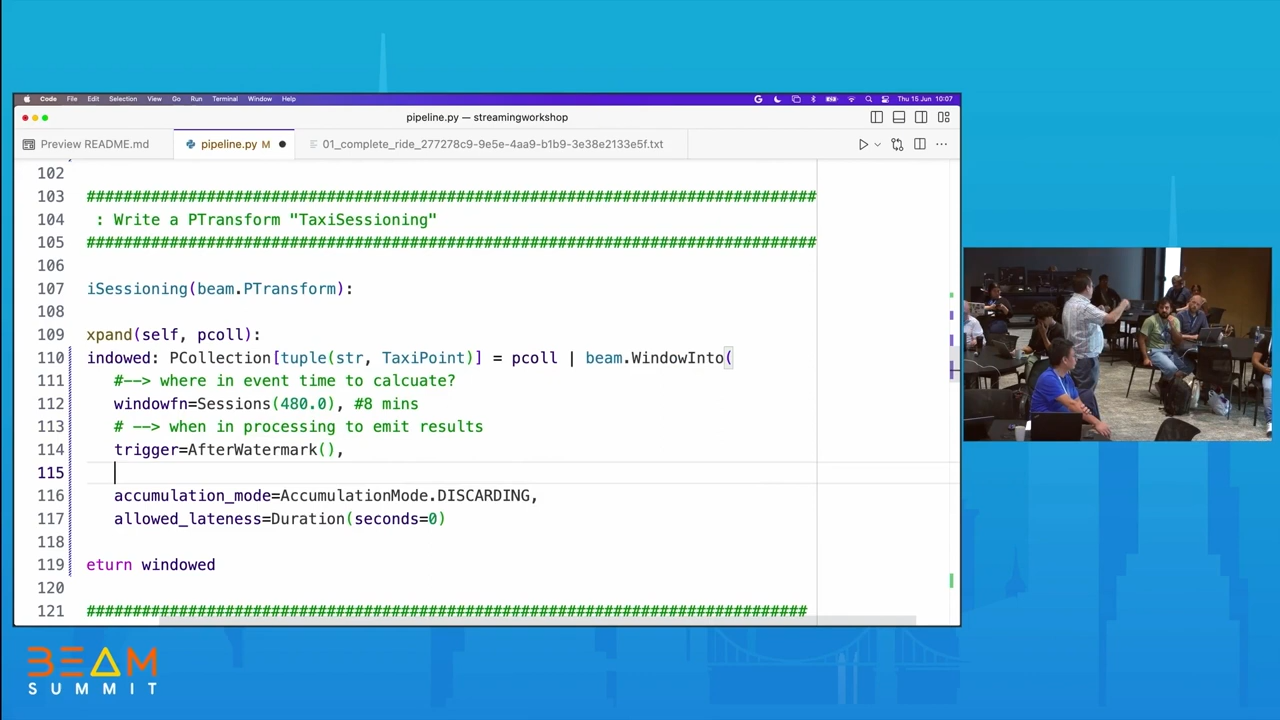 Code File Edit Selection View Go Run Terminal Window Help
Thu 15 Jun 10:07
pipeline.py — streamingworkshop
Preview README.md
pipeline.py M
01_complete_ride_277278c9-9e5e-4aa9-b1b9-3e38e2133e5f.txt
102
103 ###############################################################################
104 : Write a PTransform "TaxiSessioning"
105 ###############################################################################
106
107 iSessioning(beam.PTransform):
108
109 xpand(self, pcoll):
110 indowed: PCollection[tuple(str, TaxiPoint)] = pcoll | beam.WindowInto(
111 #--> where in event time to calcuate?
112 windowfn=Sessions(480.0), #8 mins
113 # --> when in processing to emit results
114 trigger=AfterWatermark(),
115
116 accumulation_mode=AccumulationMode.DISCARDING,
117 allowed_lateness=Duration(seconds=0)
118
119 eturn windowed
120
121 ##############################################################################
BEAM
SUMMIT